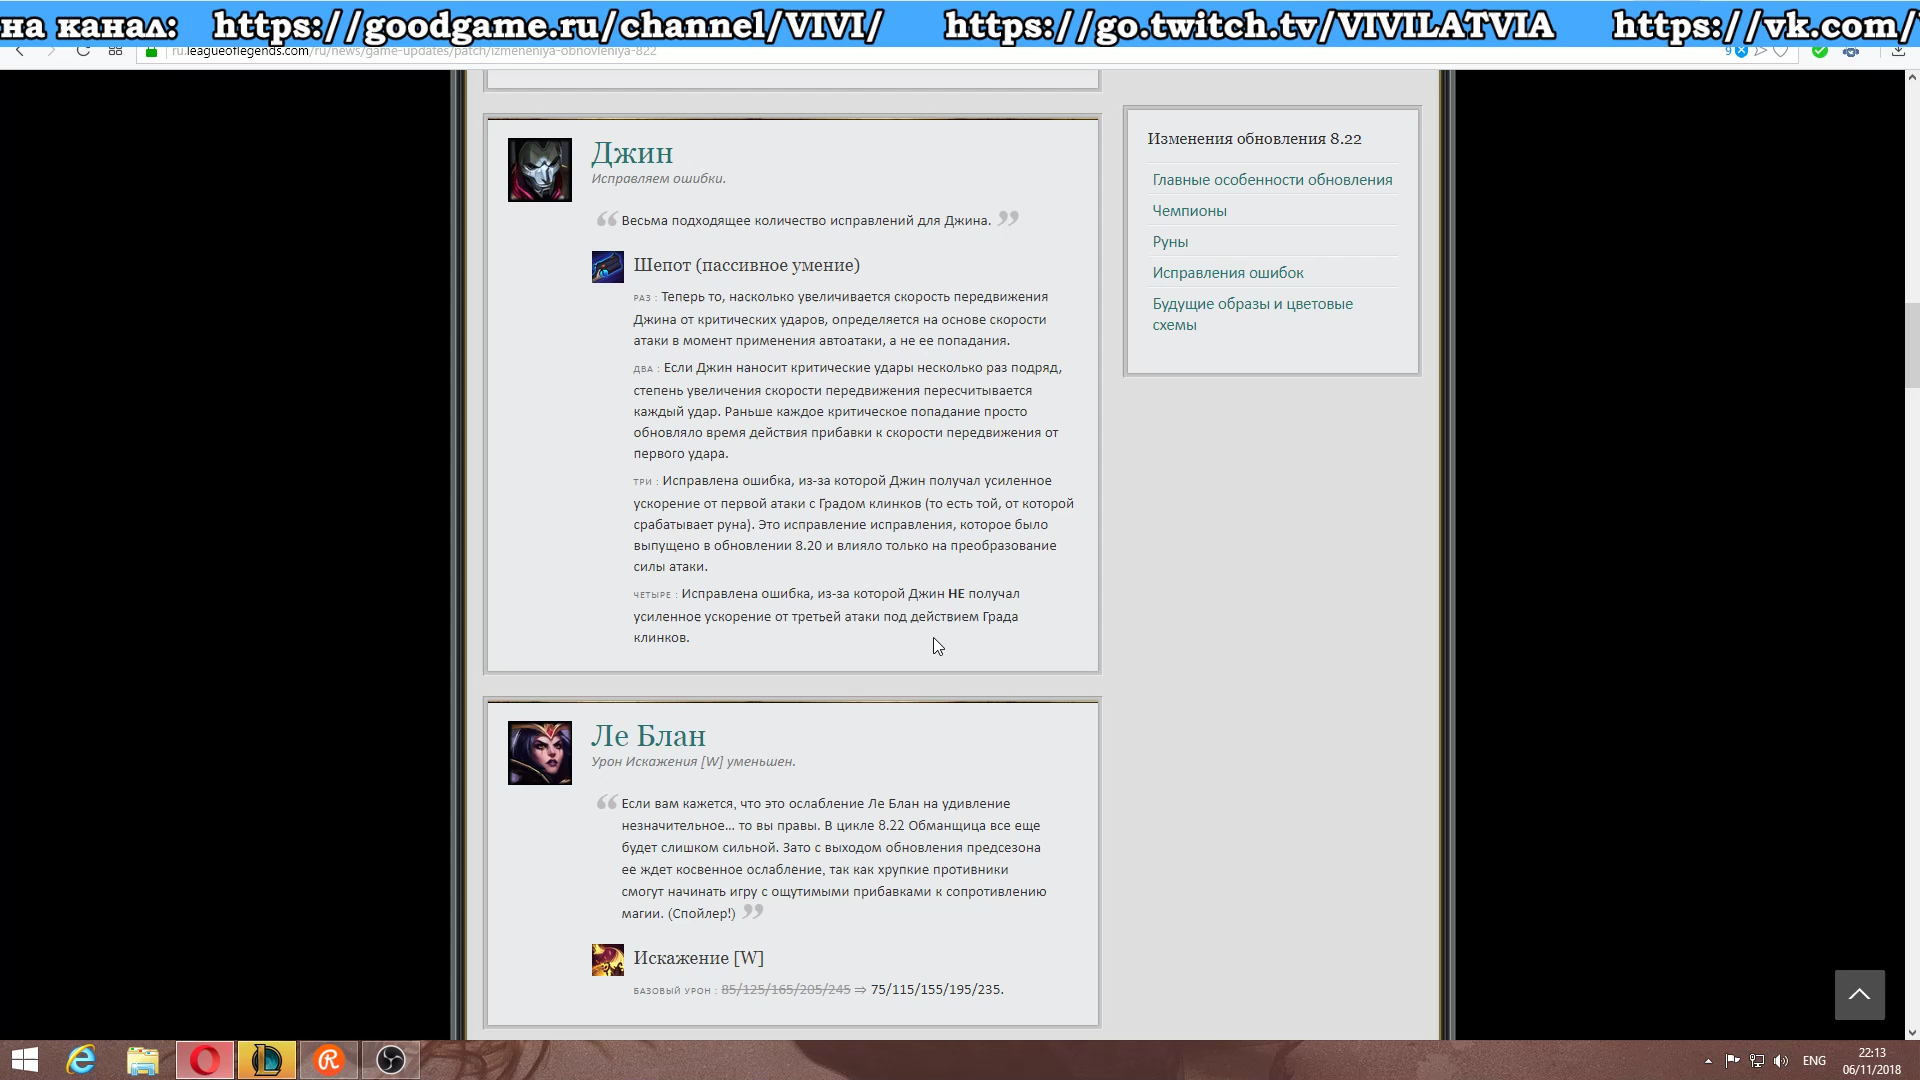 на канал: https://goodgame.ru/channel/VIVI/ https://go.twitch.tv/VIVILATVIA https://vk.com/
ru.leagueoflegends.com/ru/news/game-updates/patch/izmeneniya-obnovleniya-822
9
Джин
Исправляем ошибки.
Весьма подходящее количество исправлений для Джина.
Шепот (пассивное умение)
РАЗ : Теперь то, насколько увеличивается скорость передвижения
Джина от критических ударов, определяется на основе скорости
атаки в момент применения автоатаки, а не ее попадания.
ДВА : Если Джин наносит критические удары несколько раз подряд,
степень увеличения скорости передвижения пересчитывается
каждый удар. Раньше каждое критическое попадание просто
обновляло время действия прибавки к скорости передвижения от
первого удара.
ТРИ : Исправлена ошибка, из-за которой Джин получал усиленное
ускорение от первой атаки с Градом клинков (то есть той, от которой
срабатывает руна). Это исправление исправления, которое было
выпущено в обновлении 8.20 и влияло только на преобразование
силы атаки.
ЧЕТЫРЕ : Исправлена ошибка, из-за которой Джин НЕ получал
усиленное ускорение от третьей атаки под действием Града
клинков.
Ле Блан
Урон Искажения [W] уменьшен.
Если вам кажется, что это ослабление Ле Блан на удивление
незначительное... то вы правы. В цикле 8.22 Обманщица все еще
будет слишком сильной. Зато с выходом обновления предсезона
ее ждет косвенное ослабление, так как хрупкие противники
смогут начинать игру с ощутимыми прибавками к сопротивлению
магии. (Спойлер!)
Искажение [W]
БАЗОВЫЙ УРОН : 85/125/165/205/245 ⇒ 75/115/155/195/235.
Изменения обновления 8.22
Главные особенности обновления
Чемпионы
Руны
Исправления ошибок
Будущие образы и цветовые
схемы
ENG
22:13
06/11/2018